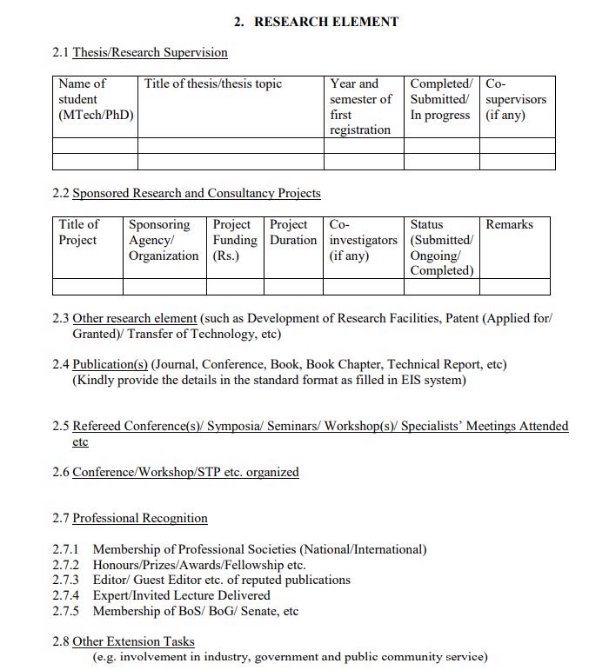 2. RESEARCH ELEMENT
2.1 Thesis/Research Supervision
Name of student (MTech/PhD) Title of thesis/thesis topic Year and semester of first registration Completed/ Submitted/ In progress Co-supervisors (if any)
2.2 Sponsored Research and Consultancy Projects
Title of Project Sponsoring Agency/ Organization Project Funding (Rs.) Project Duration Co-investigators (if any) Status (Submitted/ Ongoing/ Completed) Remarks
2.3 Other research element (such as Development of Research Facilities, Patent (Applied for/
Granted)/ Transfer of Technology, etc)
2.4 Publication(s) (Journal, Conference, Book, Book Chapter, Technical Report, etc)
(Kindly provide the details in the standard format as filled in EIS system)
2.5 Refereed Conference(s)/ Symposia/ Seminars/ Workshop(s)/ Specialists' Meetings Attended
etc
2.6 Conference/Workshop/STP etc. organized
2.7 Professional Recognition
2.7.1 Membership of Professional Societies (National/International)
2.7.2 Honours/Prizes/Awards/Fellowship etc.
2.7.3 Editor/ Guest Editor etc. of reputed publications
2.7.4 Expert/Invited Lecture Delivered
2.7.5 Membership of BoS/ BoG/ Senate, etc
2.8 Other Extension Tasks
(e.g. involvement in industry, government and public community service)